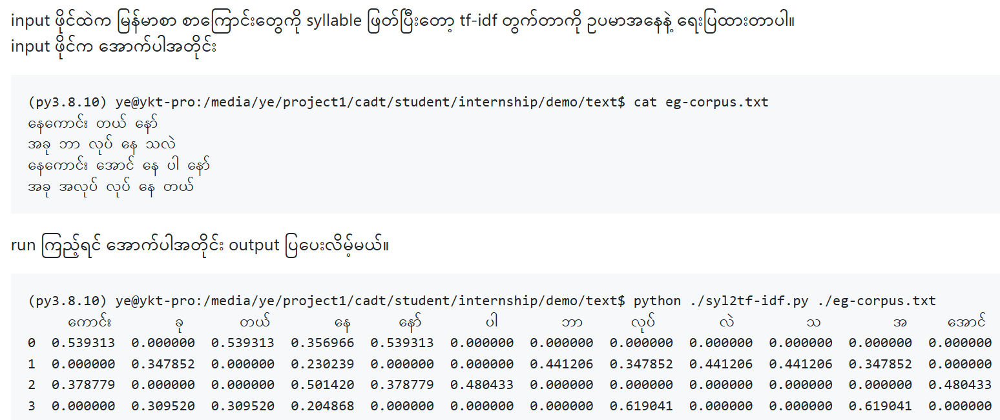 input ဖိုင်ထဲက မြန်မာစာ စာကြောင်းတွေကို syllable ဖြတ်ပြီးတော့ tf-idf တွက်တာကို ဥပမာအနေနဲ့ ရေးပြထားတာပါ။
input ဖိုင်က အောက်ပါအတိုင်း
(py3.8.10) ye@ykt-pro:/media/ye/project1/cadt/student/internship/demo/text$ cat eg-corpus.txt
နေကောင်း တယ် နော်
အခု ဘာ လုပ် နေ သလဲ
နေကောင်း အောင် နေ ပါ နော်
အခု အလုပ် လုပ် နေ တယ်
run ကြည့်ရင် အောက်ပါအတိုင်း output ပြပေးလိမ့်မယ်။
(py3.8.10) ye@ykt-pro:/media/ye/project1/cadt/student/internship/demo/text$ python ./syl2tf-idf.py ./eg-corpus.txt
ကောင်း ခု တယ် နေ နော် ပါ ဘာ လုပ် လဲ သ အ အောင်
0 0.539313 0.000000 0.539313 0.356966 0.539313 0.000000 0.000000 0.000000 0.000000 0.000000 0.000000 0.000000
1 0.000000 0.347852 0.000000 0.230239 0.000000 0.000000 0.441206 0.347852 0.441206 0.441206 0.347852 0.000000
2 0.378779 0.000000 0.000000 0.501420 0.378779 0.480433 0.000000 0.000000 0.000000 0.000000 0.000000 0.480433
3 0.000000 0.309520 0.309520 0.204868 0.000000 0.000000 0.000000 0.619041 0.000000 0.000000 0.619041 0.000000